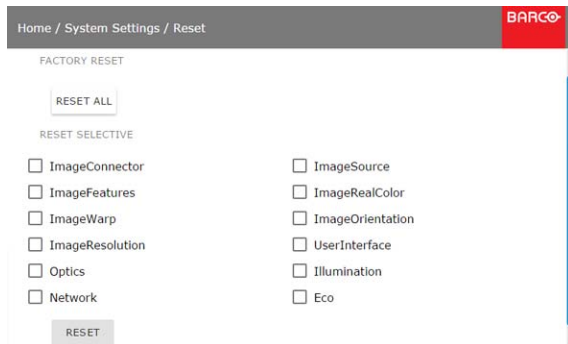 Home / System Settings / Reset
BARCO
FACTORY RESET
RESET ALL
RESET SELECTIVE
ImageConnector
ImageSource
ImageFeatures
ImageRealColor
ImageWarp
ImageOrientation
ImageResolution
UserInterface
Optics
Illumination
Network
Eco
RESET